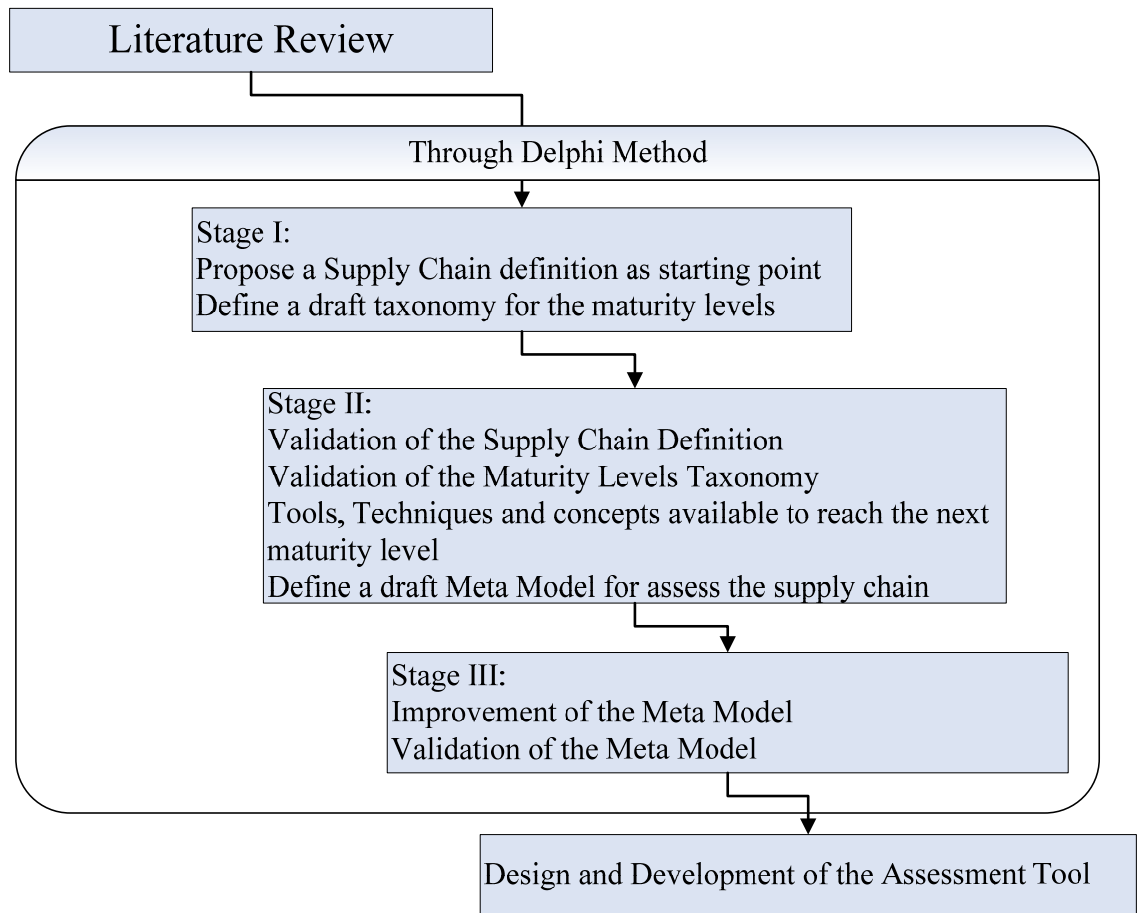 Literature Review
Through Delphi Method
Stage I:
Propose a Supply Chain definition as starting point
Define a draft taxonomy for the maturity levels
Stage II:
Validation of the Supply Chain Definition
Validation of the Maturity Levels Taxonomy
Tools, Techniques and concepts available to reach the next
maturity level
Define a draft Meta Model for assess the supply chain
Stage III:
Improvement of the Meta Model
Validation of the Meta Model
Design and Development of the Assessment Tool